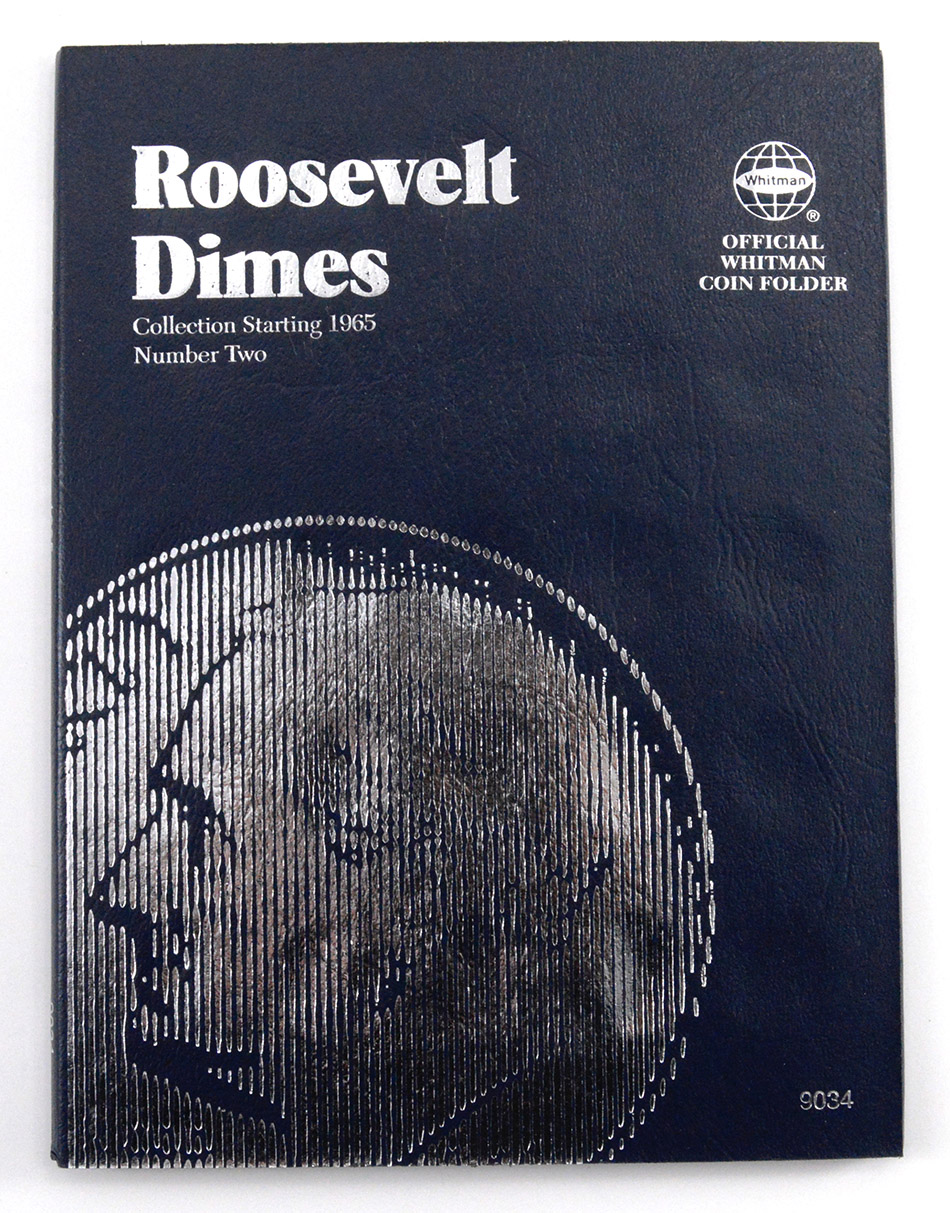 Roosevelt
Dimes
Collection Starting 1965
Number Two
Whitman
®
OFFICIAL
WHITMAN
COIN FOLDER
9034